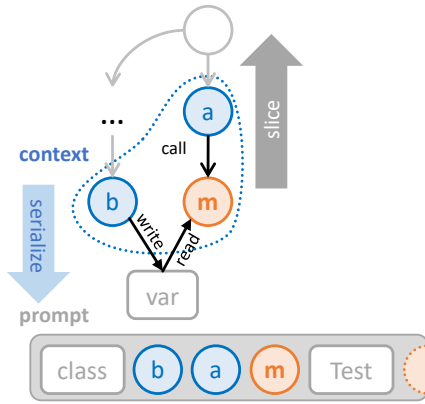 a
slice
...
call
context
b
m
write
read
serialize
var
prompt
class b a m Test